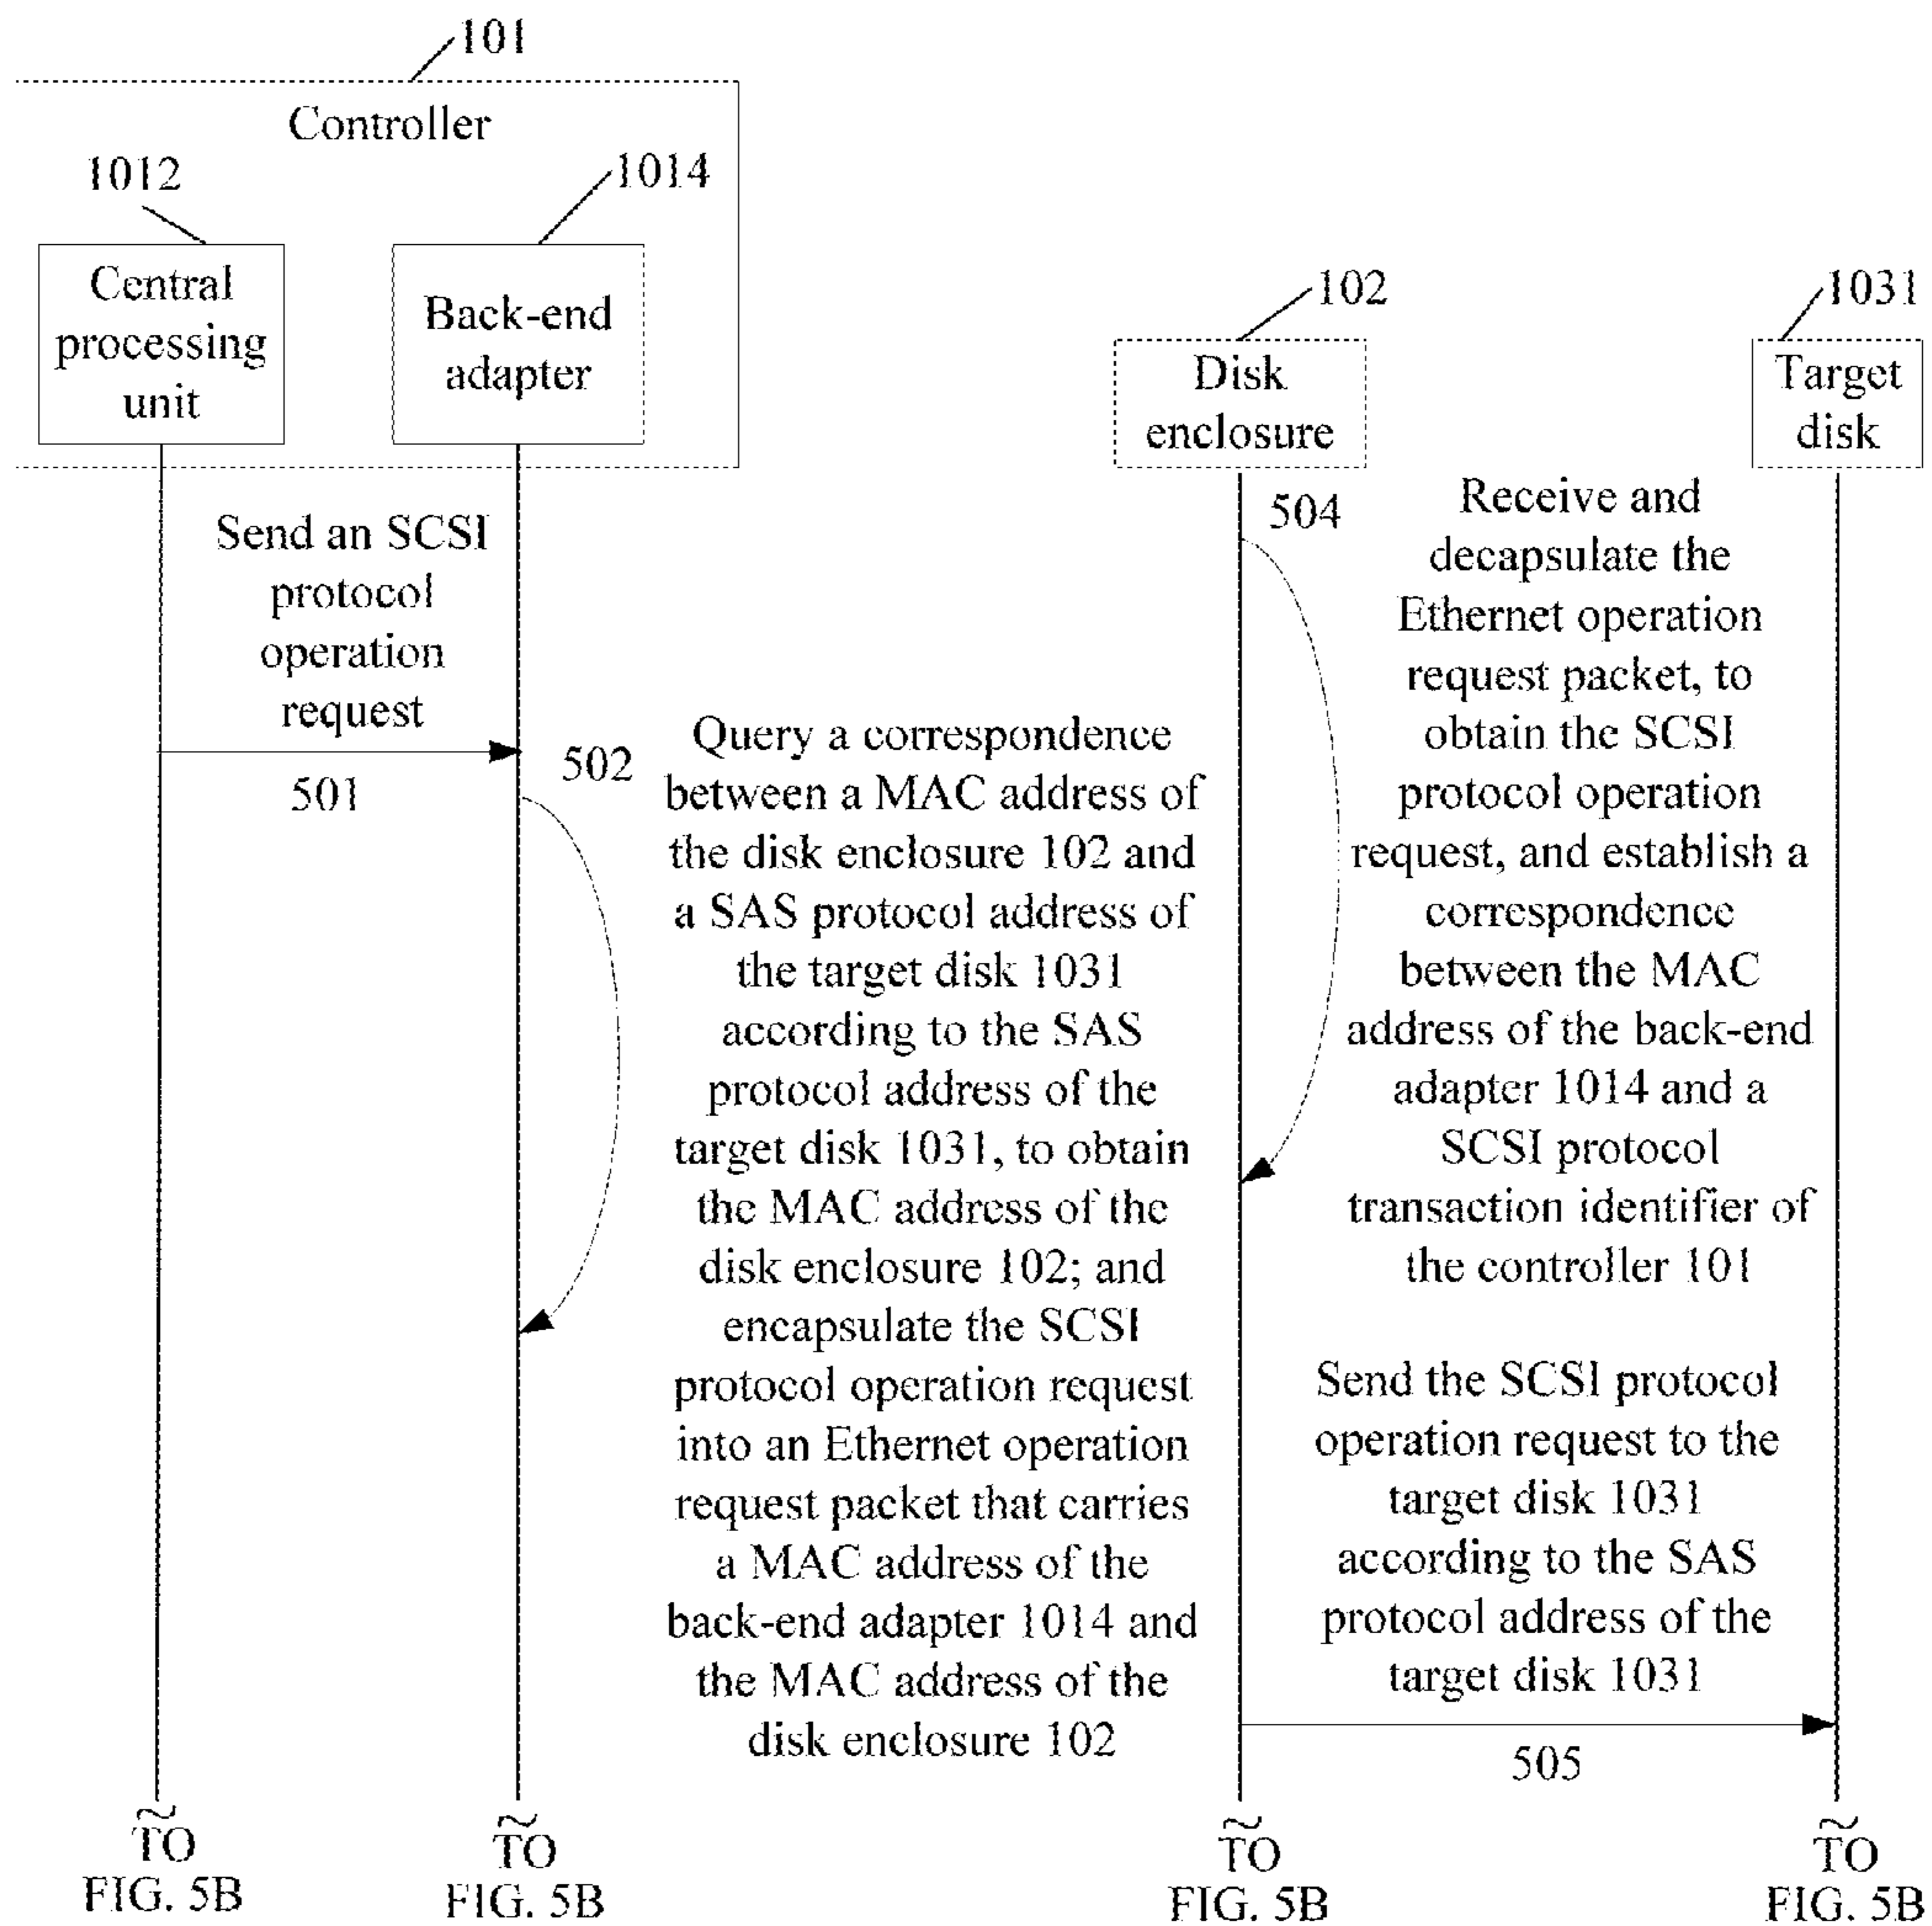 101
Controller
1012
1014
Central
processing
unit
Back-end
adapter
102
Disk
enclosure
1031
Target
disk
Send an SCSI
protocol
operation
request
501
502
Query a correspondence
between a MAC address of
the disk enclosure 102 and
a SAS protocol address of
the target disk 1031
according to the SAS
protocol address of the
target disk 1031, to obtain
the MAC address of the
disk enclosure 102; and
encapsulate the SCSI
protocol operation request
into an Ethernet operation
request packet that carries
a MAC address of the
back-end adapter 1014 and
the MAC address of the
disk enclosure 102
504
Receive and
decapsulate the
Ethernet operation
request packet, to
obtain the SCSI
protocol operation
request, and establish a
correspondence
between the MAC
address of the back-end
adapter 1014 and a
SCSI protocol
transaction identifier of
the controller 101
Send the SCSI protocol
operation request to the
target disk 1031
according to the SAS
protocol address of the
target disk 1031
505
TO
FIG. 5B
TO
FIG. 5B
TO
FIG. 5B
TO
FIG. 5B